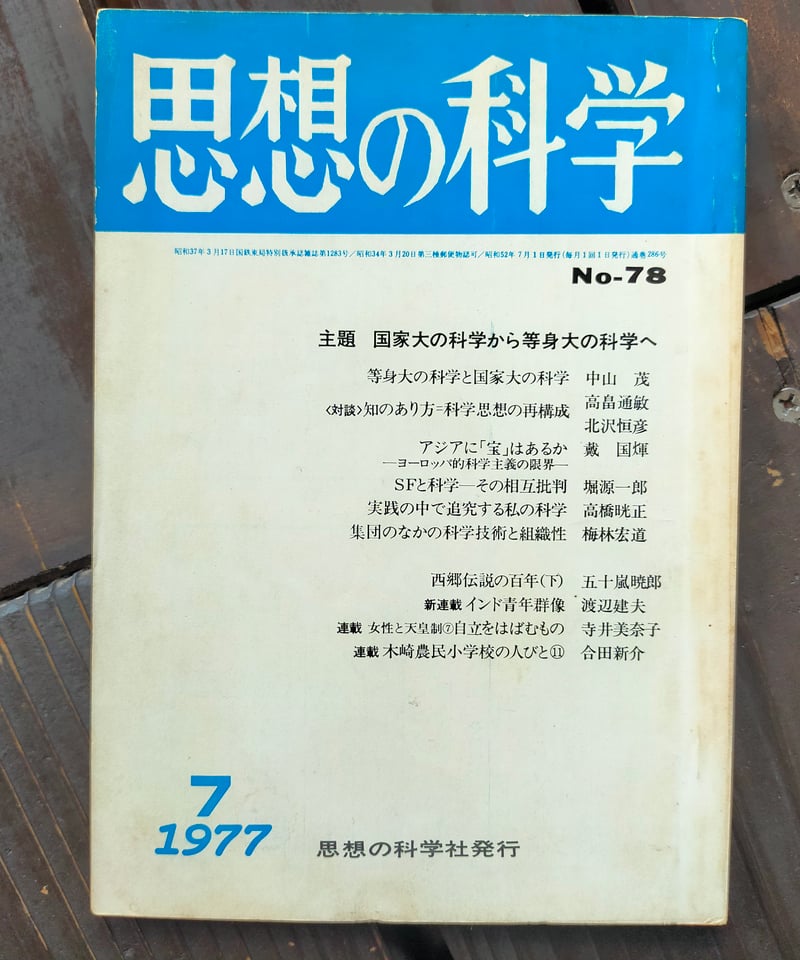 思想の科学
昭和37年3月17日国鉄東局特別扱承認雑誌第1283号／昭和34年3月20日第三種郵便物認可／昭和52年7月1日発行(毎月1回1日発行)通巻286号
No-78
主題 国家大の科学から等身大の科学へ
等身大の科学と国家大の科学 中山 茂
〈対談〉知のあり方=科学思想の再構成 高畠通敏
北沢恒彦
アジアに「宝」はあるか 戴 国煇
―ヨーロッパ的科学主義の限界―
SFと科学―その相互批判 堀源一郎
実践の中で追究する私の科学 高橋晄正
集団のなかの科学技術と組織性 梅林宏道
西郷伝説の百年(下) 五十嵐暁郎
新連載 インド青年群像 渡辺建夫
連載 女性と天皇制⑦自立をはばむもの 寺井美奈子
連載 木崎農民小学校の人びと⑪ 合田新介
7
1977
思想の科学社発行